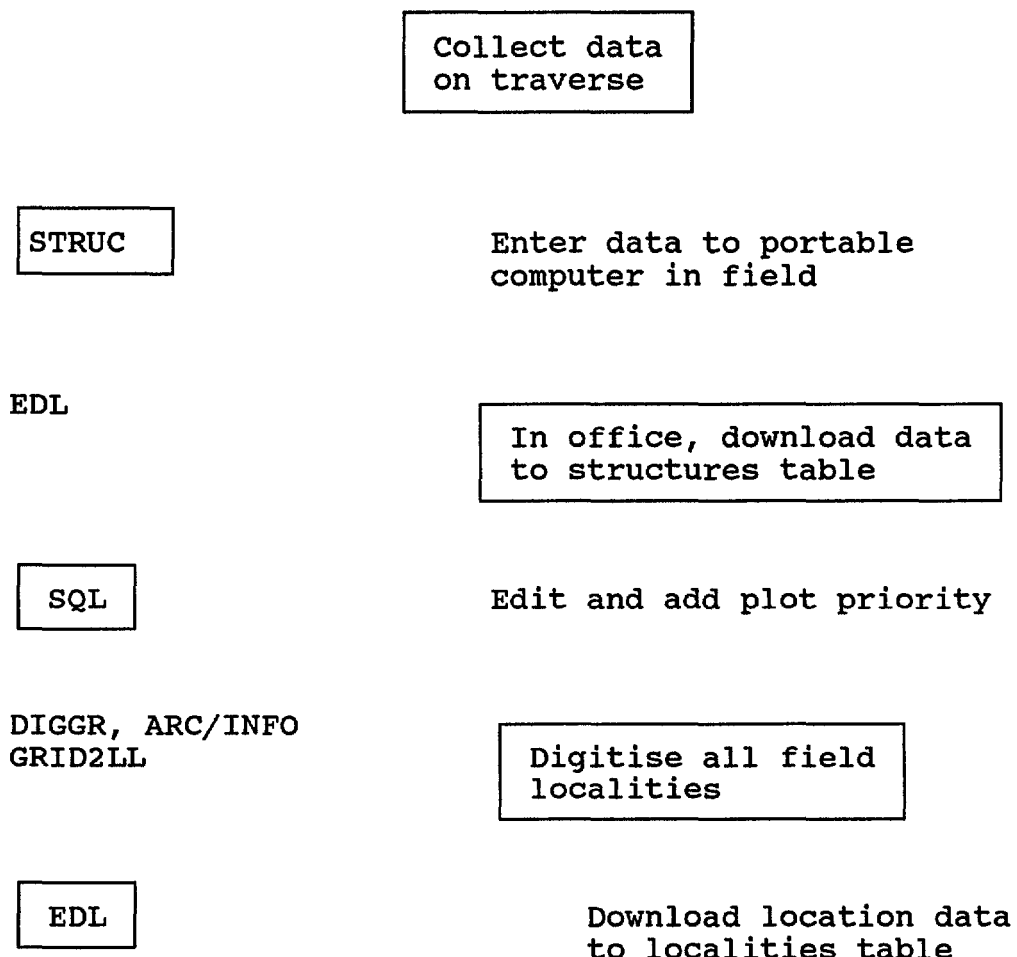 Collect data
on traverse
STRUC
Enter data to portable
computer in field
EDL
In office, download data
to structures table
SQL
Edit and add plot priority
DIGGR, ARC/INFO
GRID2LL
Digitise all field
localities
EDL
Download location data
to localities table